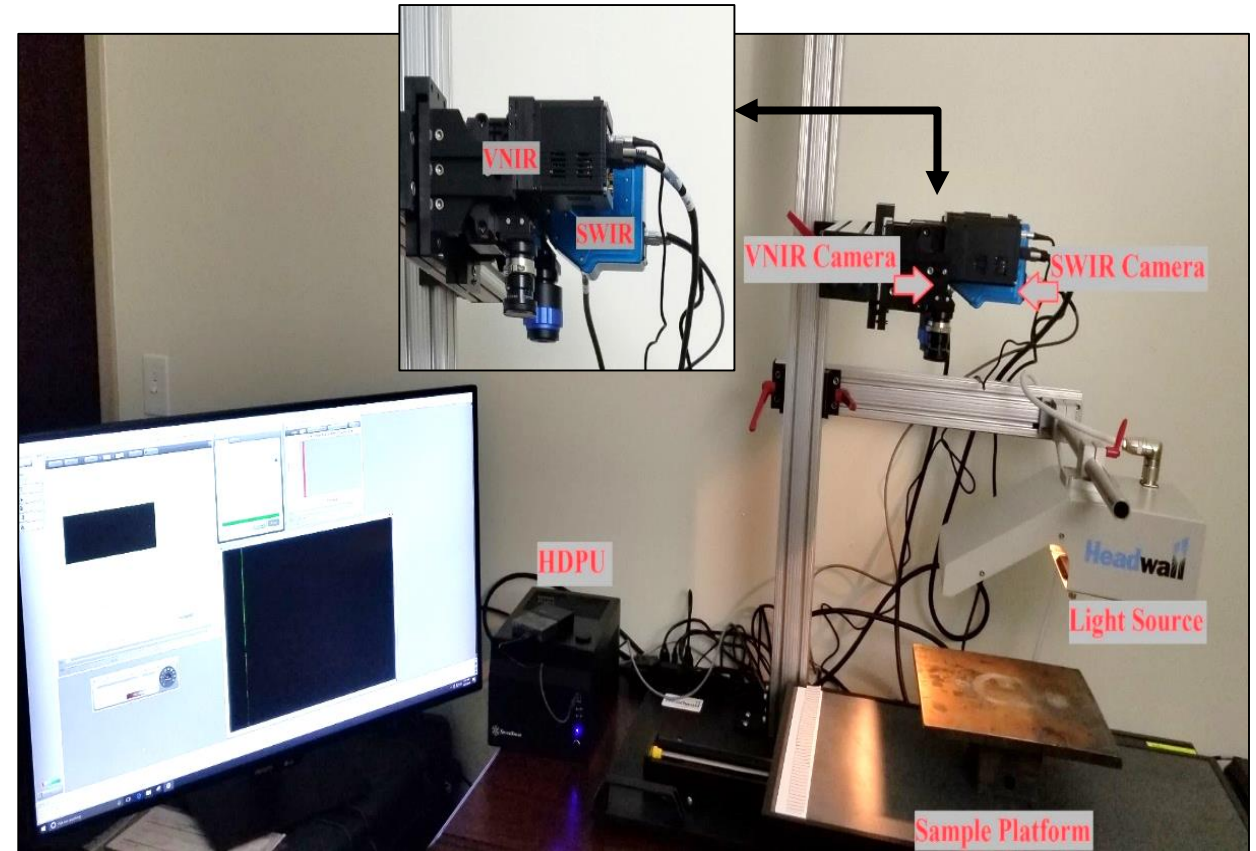 VNIR
SWIR
VNIR Camera
SWIR Camera
HDPU
Headwall
Light Source
Sample Platform